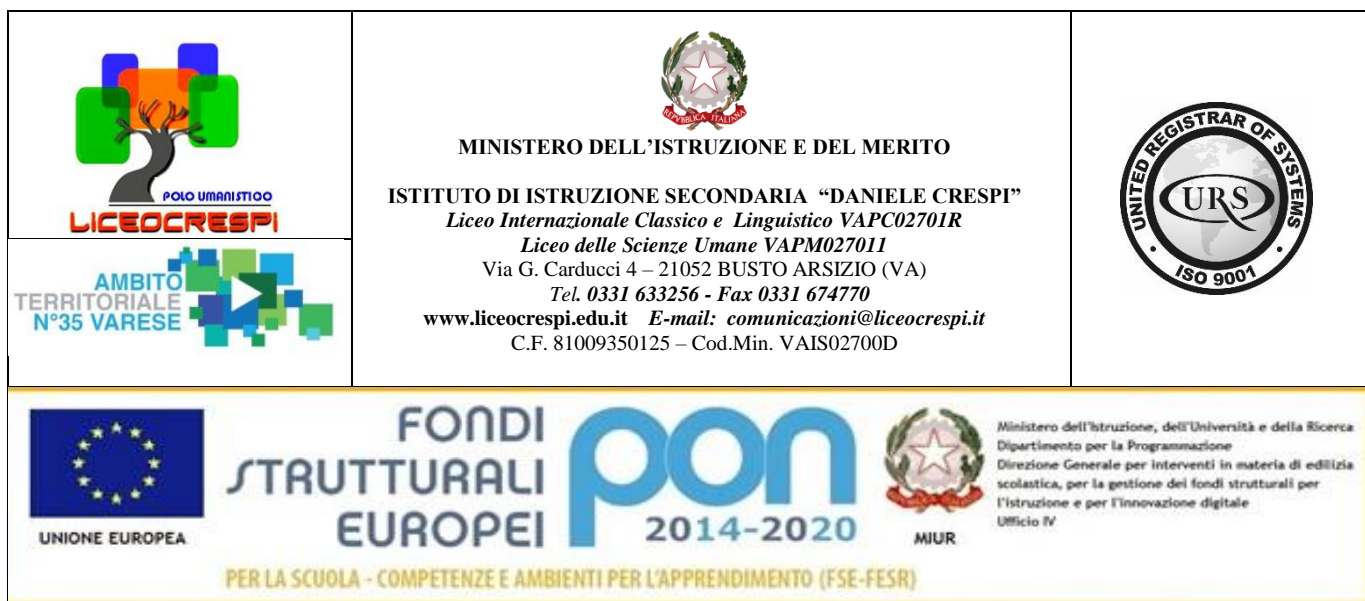 POLO UMANISTICO
LICEOCRESPI
AMBITO
TERRITORIALE
N°35 VARESE
REPVBBLICA ITALIANA
MINISTERO DELL’ISTRUZIONE E DEL MERITO
ISTITUTO DI ISTRUZIONE SECONDARIA “DANIELE CRESPI”
Liceo Internazionale Classico e Linguistico VAPC02701R
Liceo delle Scienze Umane VAPM027011
Via G. Carducci 4 – 21052 BUSTO ARSIZIO (VA)
Tel. 0331 633256 - Fax 0331 674770
www.liceocrespi.edu.it E-mail: comunicazioni@liceocrespi.it
C.F. 81009350125 – Cod.Min. VAIS02700D
UNITED REGISTRAR OF SYSTEMS
URS
ISO 9001
UNIONE EUROPEA
FONDI
STRUTTURALI
EUROPEI
pon
2014-2020
MIUR
Ministero dell'Istruzione, dell'Università e della Ricerca
Dipartimento per la Programmazione
Direzione Generale per interventi in materia di edilizia
scolastica, per la gestione dei fondi strutturali per
l'istruzione e per l'innovazione digitale
Ufficio IV
PER LA SCUOLA - COMPETENZE E AMBIENTI PER L'APPRENDIMENTO (FSE-FESR)